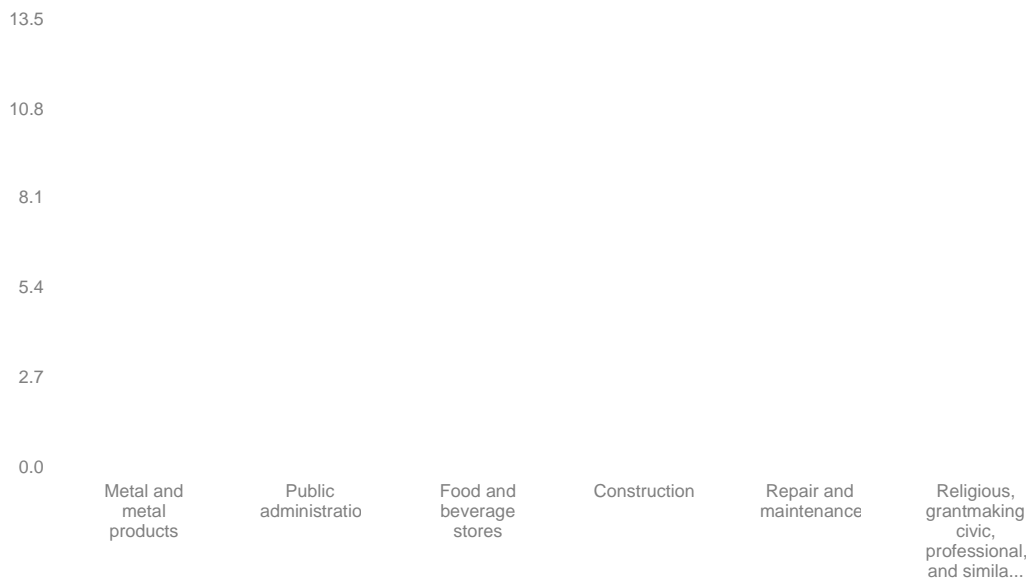 13.5
10.8
8.1
5.4
2.7
0.0
Metal and
metal
products
Public
administratio
Food and
beverage
stores
Construction
Repair and
maintenance
Religious,
grantmaking
civic,
professional,
and simila...